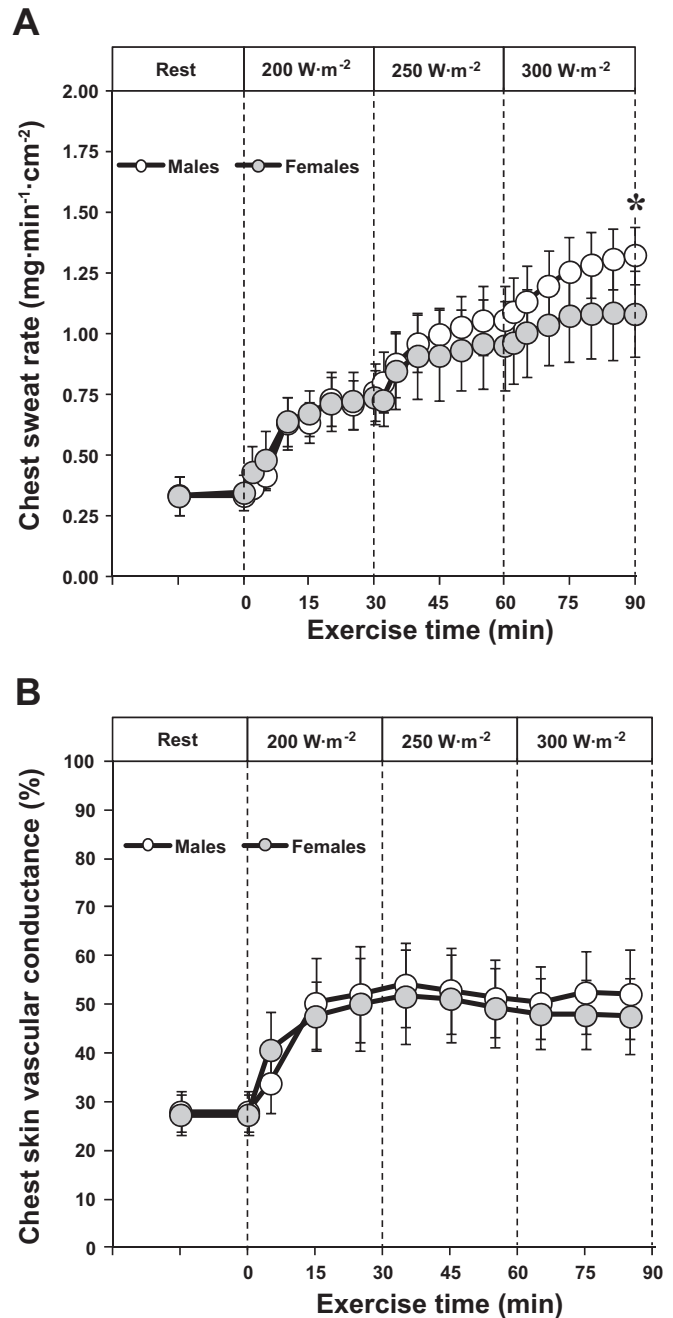 A
Rest 200 W·m⁻² 250 W·m⁻² 300 W·m⁻²
2.00
1.75
1.50
1.25
1.00
0.75
0.50
0.25
0.00
Chest sweat rate (mg·min⁻¹·cm⁻²)
Males Females
*
0 15 30 45 60 75 90
Exercise time (min)
B
Rest 200 W·m⁻² 250 W·m⁻² 300 W·m⁻²
100
90
80
70
60
50
40
30
20
10
0
Chest skin vascular conductance (%)
Males Females
0 15 30 45 60 75 90
Exercise time (min)